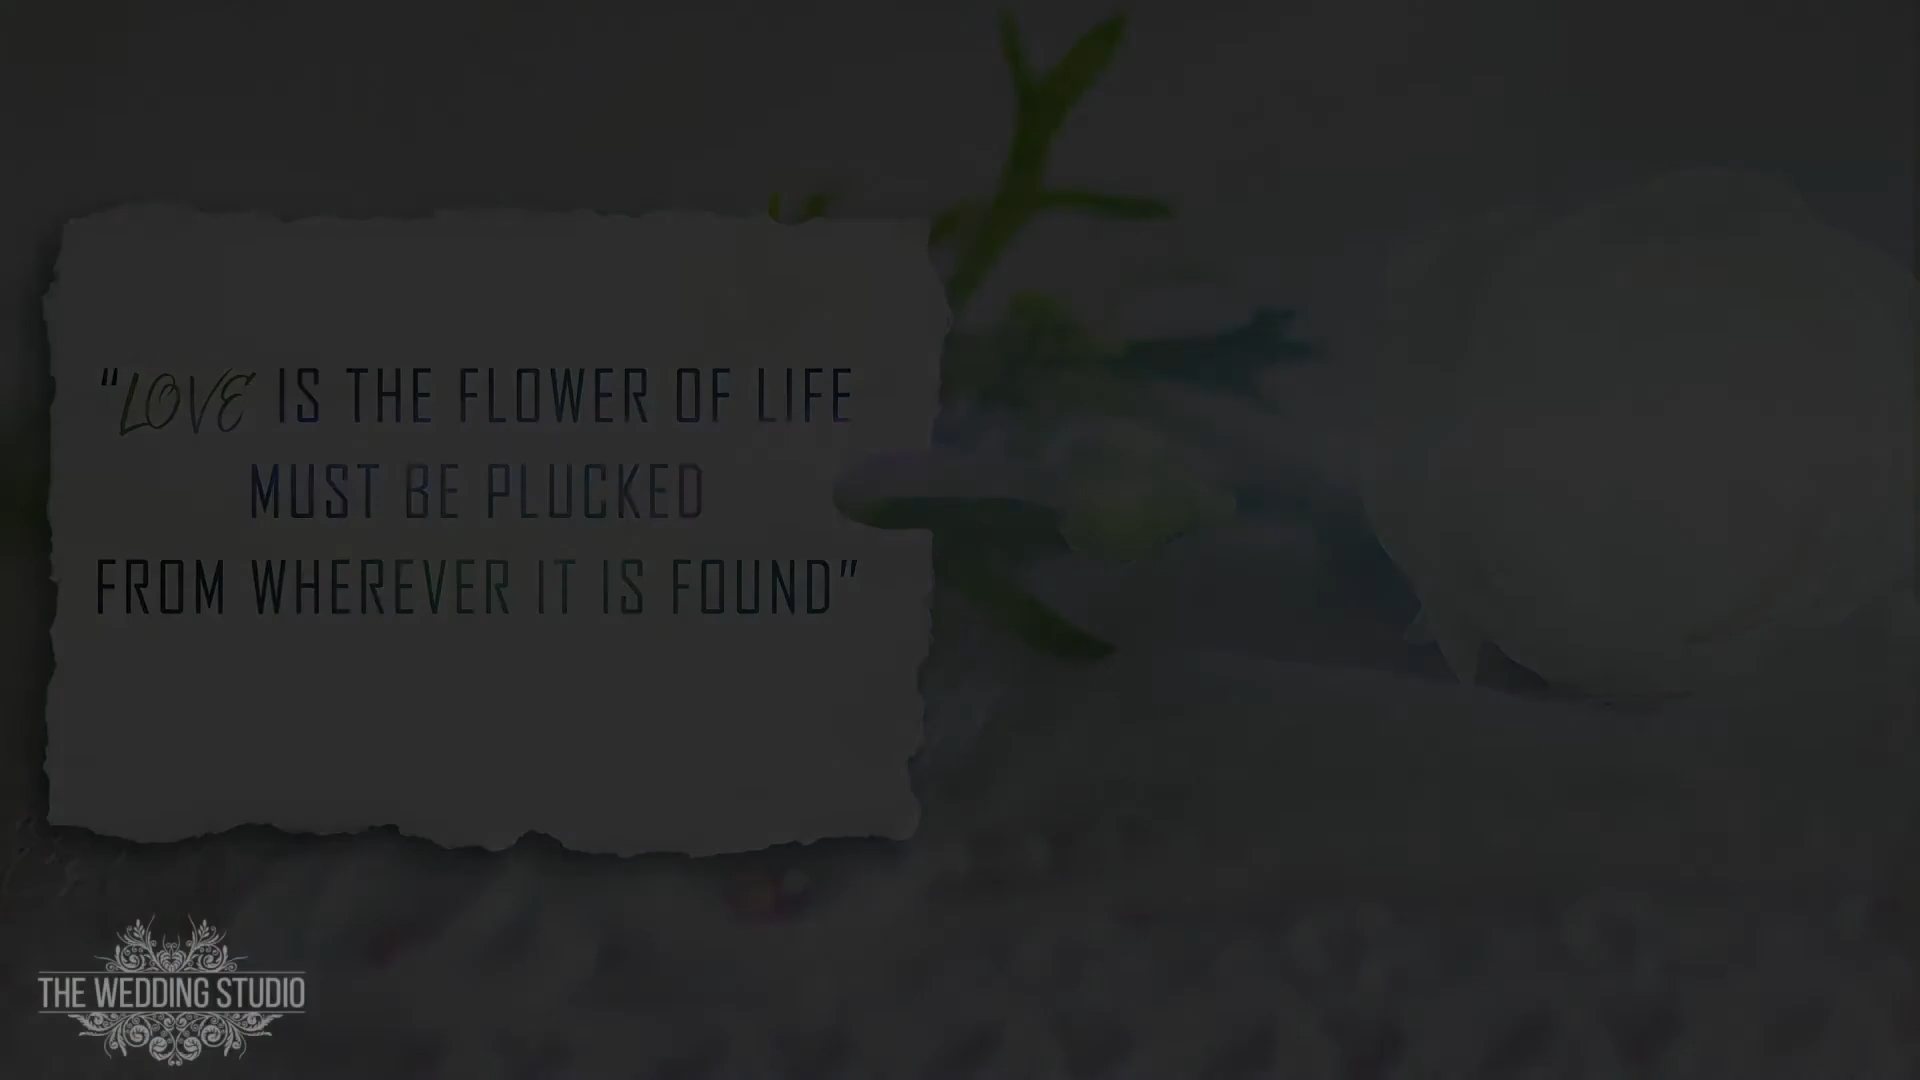 "LOVE IS THE FLOWER OF LIFE
MUST BE PLUCKED
FROM WHEREVER IT IS FOUND"
THE WEDDING STUDIO